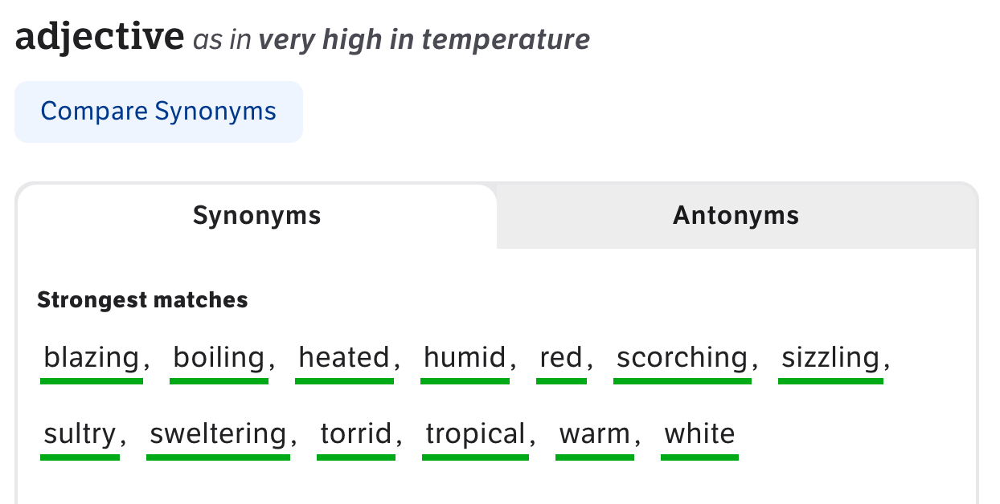 adjective as in very high in temperature
Compare Synonyms
Synonyms
Antonyms
Strongest matches
blazing, boiling, heated, humid, red, scorching, sizzling,
sultry, sweltering, torrid, tropical, warm, white